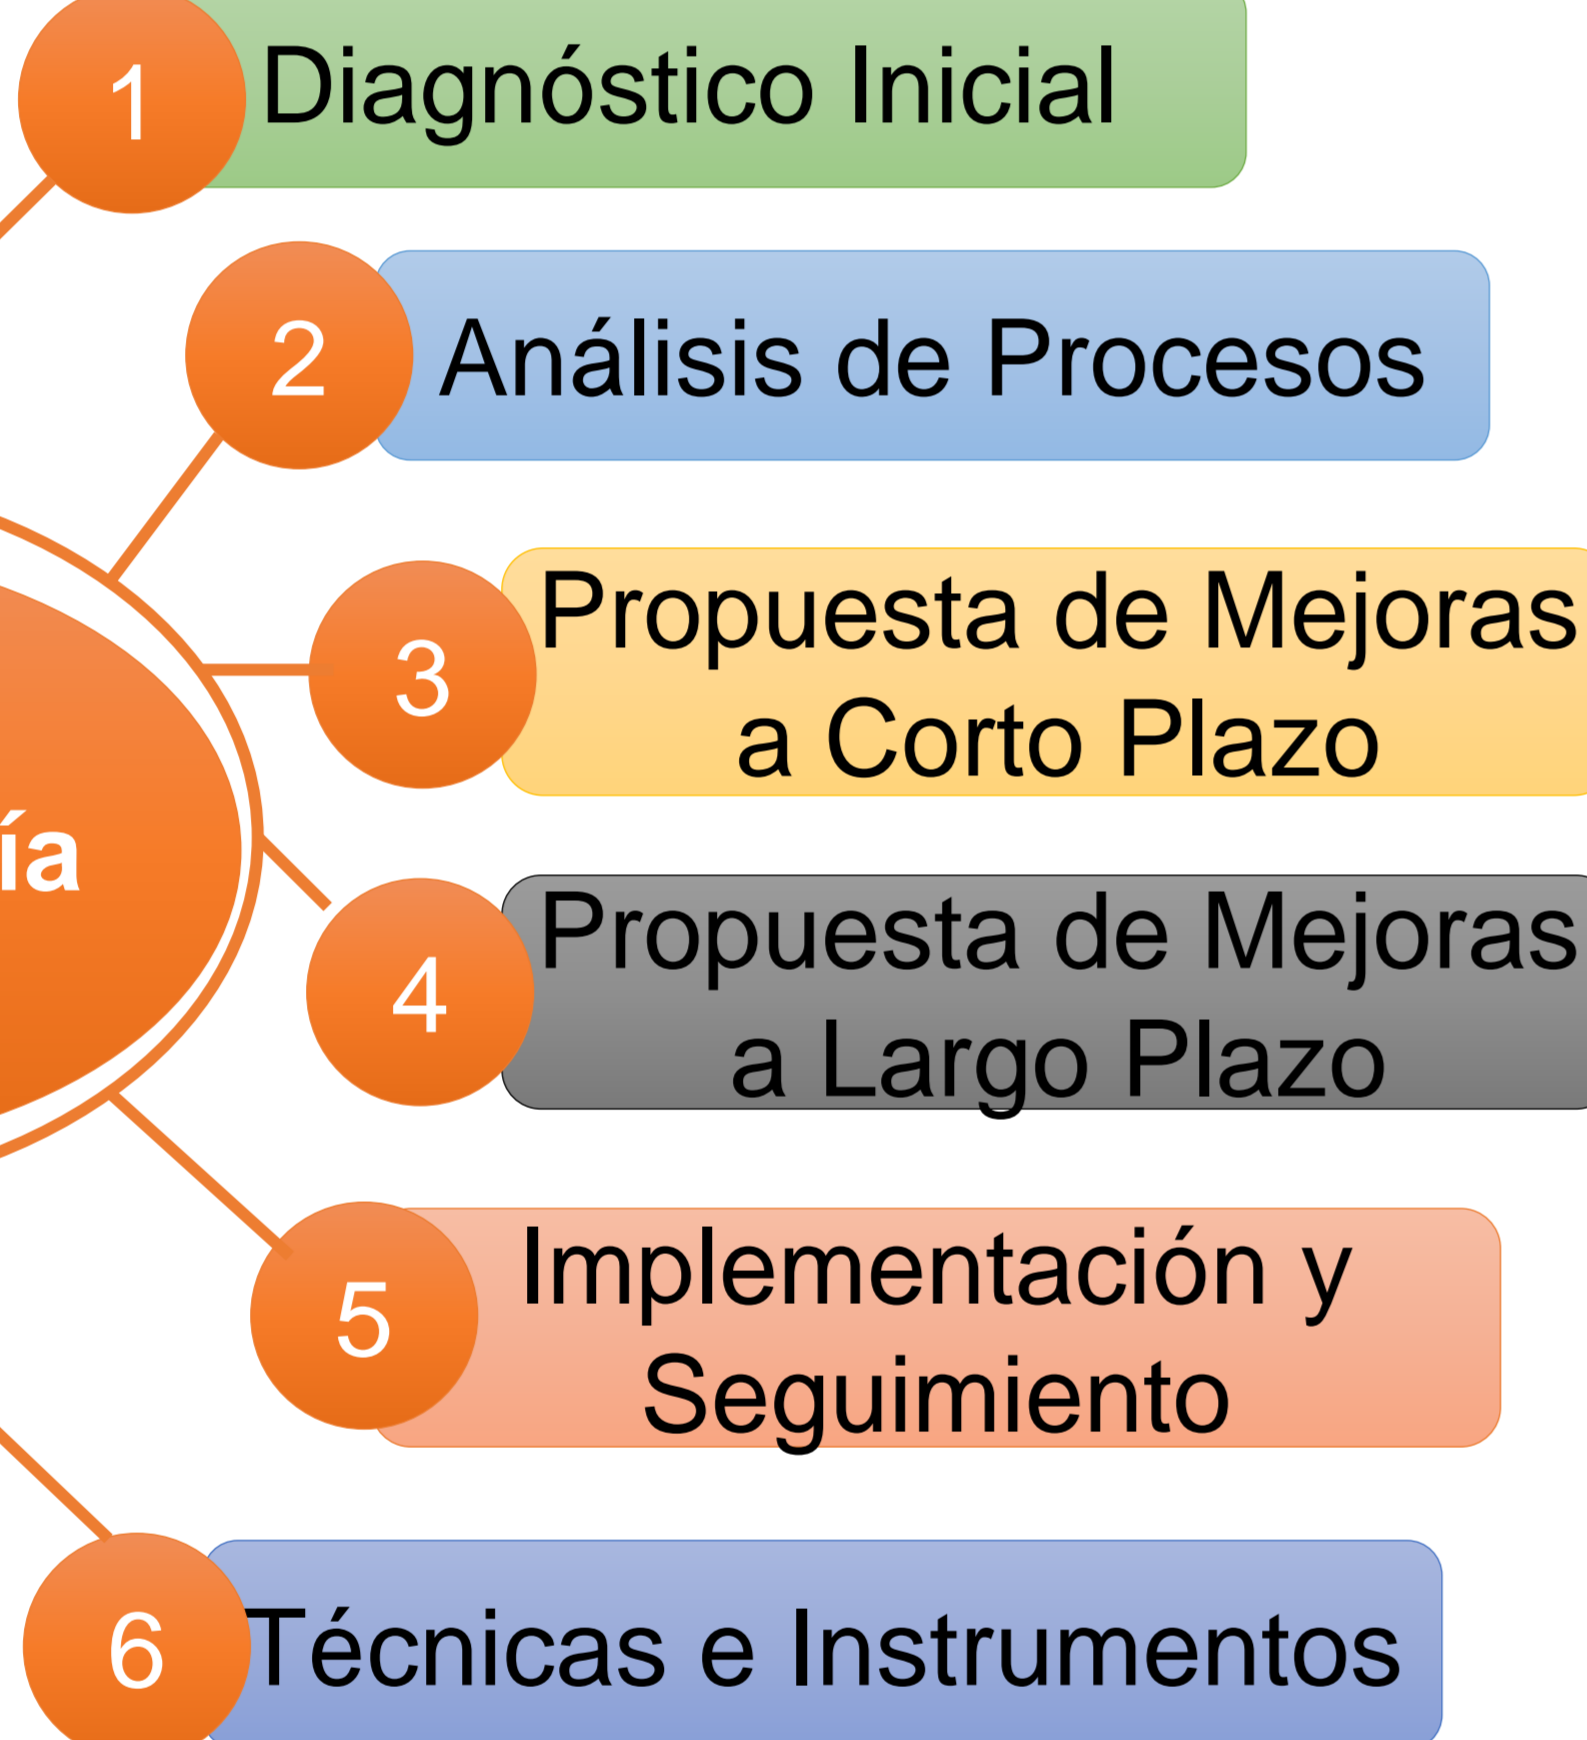 1 Diagnóstico Inicial
2 Análisis de Procesos
3 Propuesta de Mejoras
a Corto Plazo
ía
4 Propuesta de Mejoras
a Largo Plazo
5 Implementación y
Seguimiento
6 Técnicas e Instrumentos